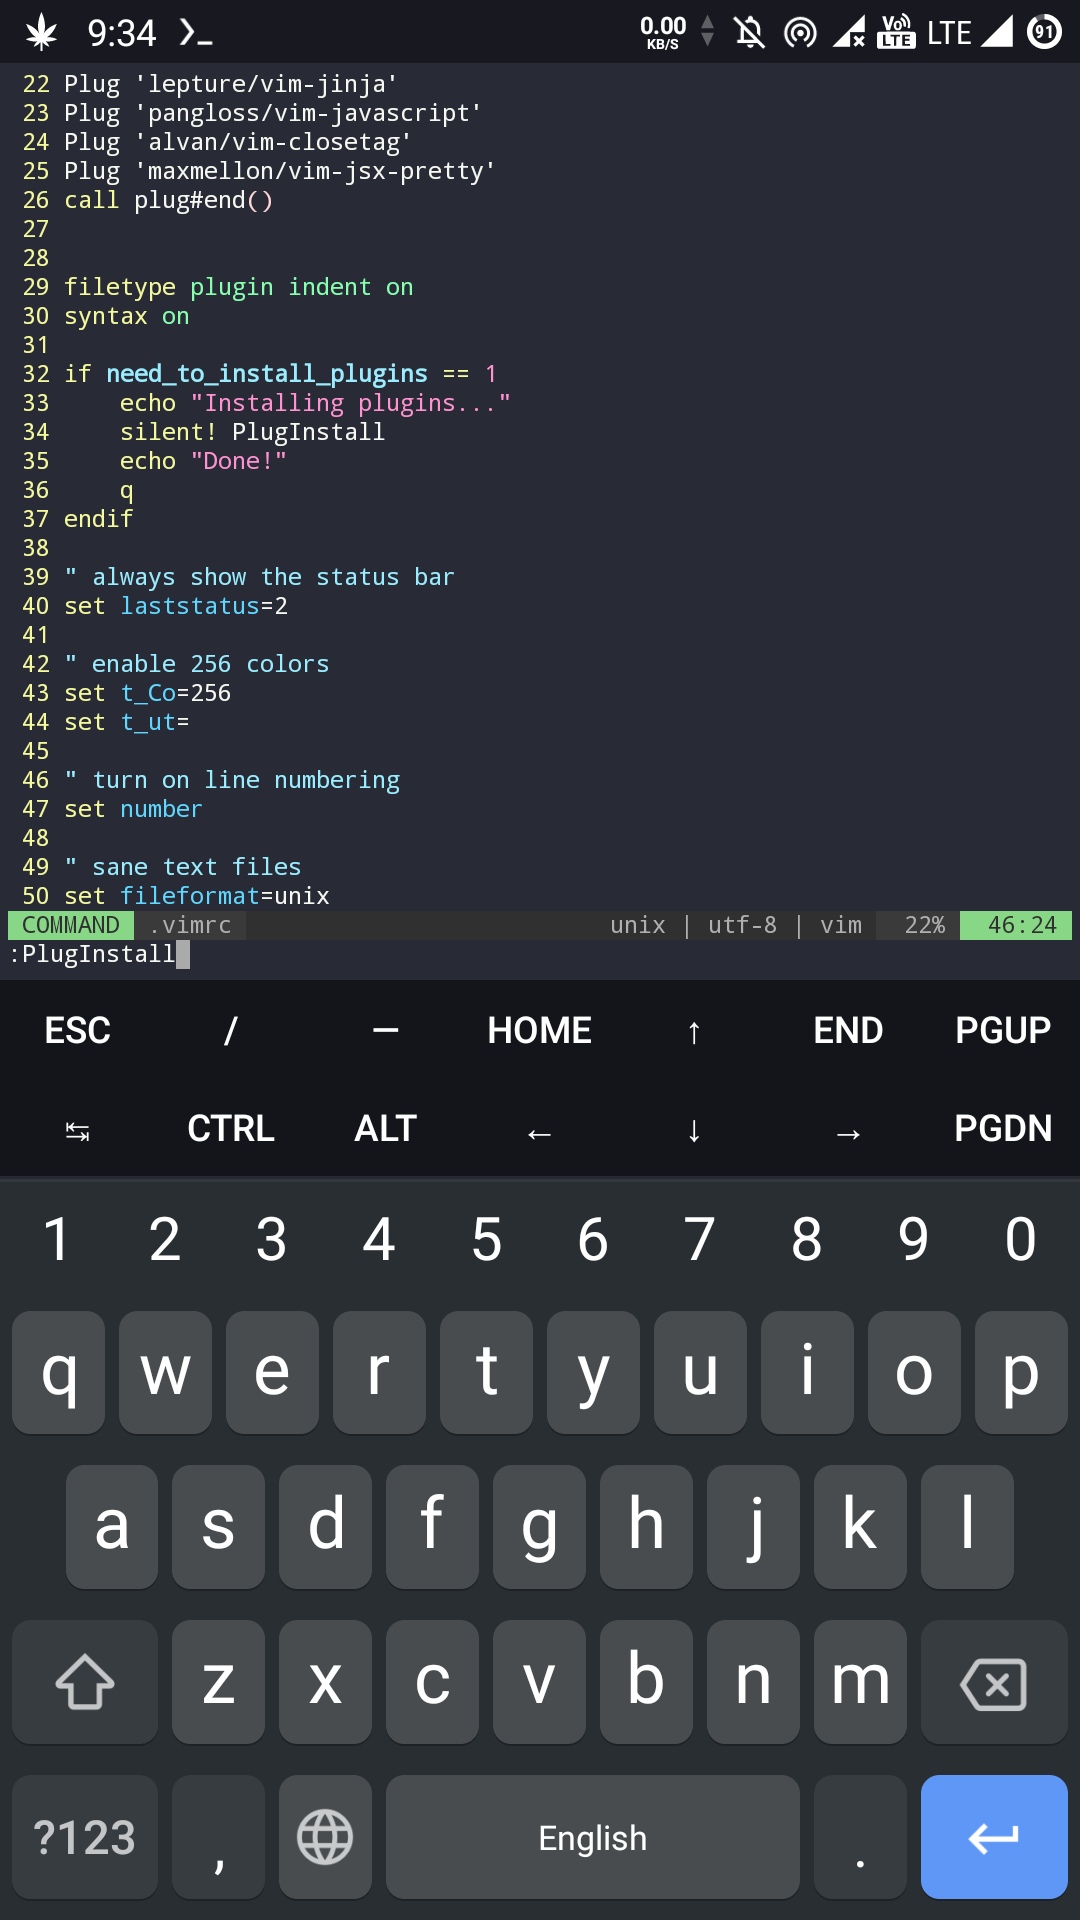 9:34 0.00 KB/S Vo LTE LTE 91
22 Plug 'lepture/vim-jinja'
23 Plug 'pangloss/vim-javascript'
24 Plug 'alvan/vim-closetag'
25 Plug 'maxmellon/vim-jsx-pretty'
26 call plug#end()
27
28
29 filetype plugin indent on
30 syntax on
31
32 if need_to_install_plugins == 1
33     echo "Installing plugins..."
34     silent! PlugInstall
35     echo "Done!"
36     q
37 endif
38
39 " always show the status bar
40 set laststatus=2
41
42 " enable 256 colors
43 set t_Co=256
44 set t_ut=
45
46 " turn on line numbering
47 set number
48
49 " sane text files
50 set fileformat=unix
COMMAND .vimrc unix | utf-8 | vim 22% 46:24
:PlugInstall
ESC / — HOME ↑ END PGUP
↹ CTRL ALT ← ↓ → PGDN
1 2 3 4 5 6 7 8 9 0
q w e r t y u i o p
a s d f g h j k l
z x c v b n m
?123 , English .